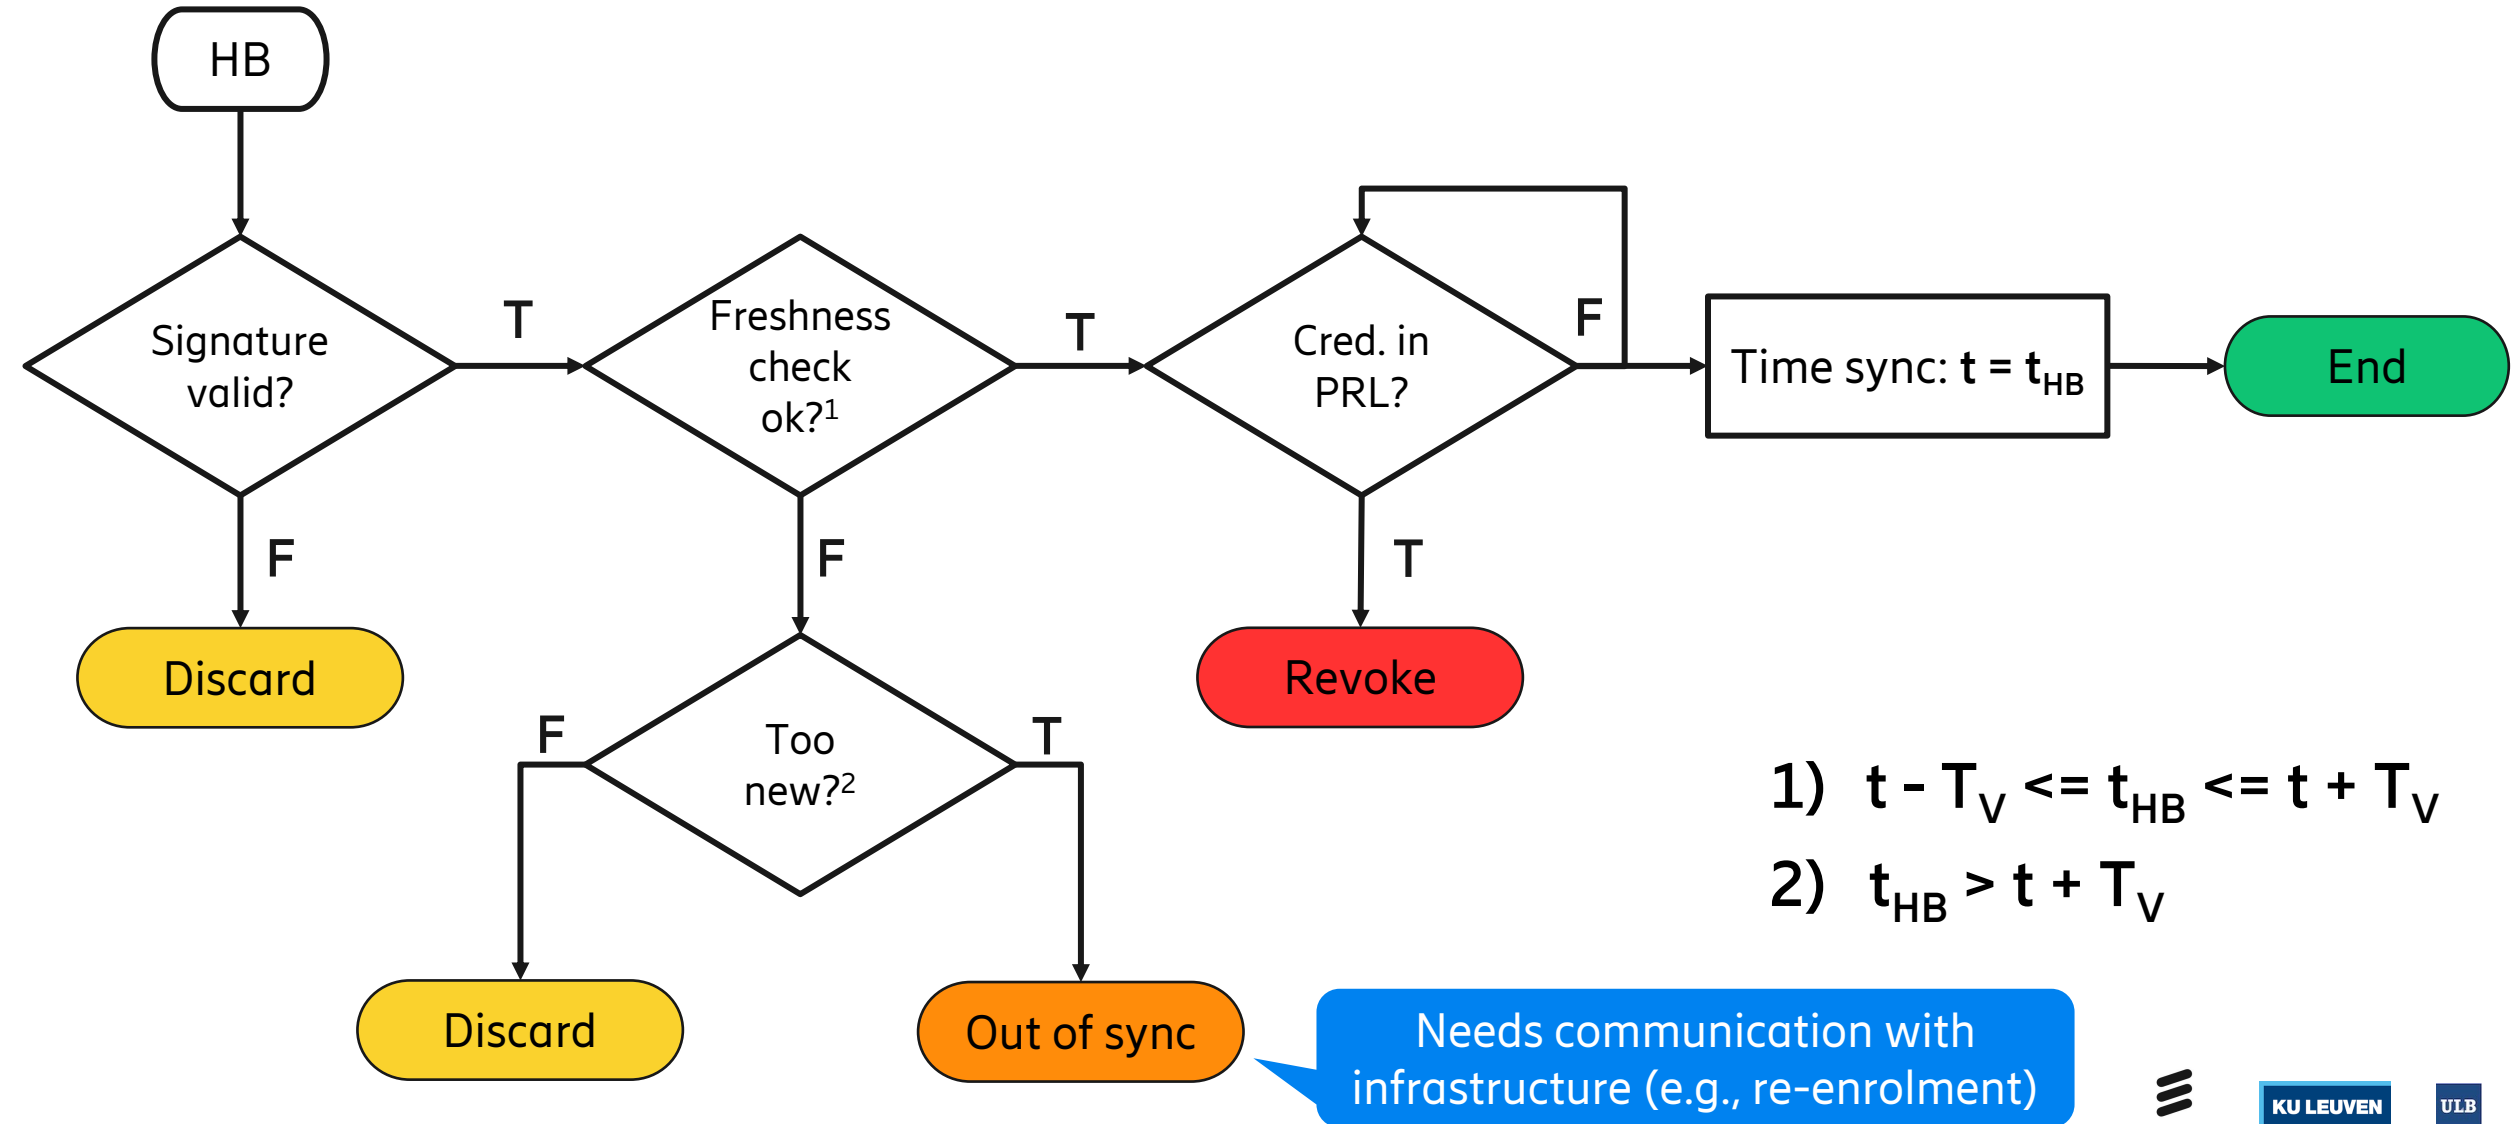 HB
Signature
valid?
T
F
Discard
Freshness
check
ok?1
T
F
Too
new?2
F
T
Discard
Out of sync
Needs communication with
infrastructure (e.g., re-enrolment)
Cred. in
PRL?
F
T
Revoke
Time sync: t = tHB
End
1) t - TV <= tHB <= t + TV
2) tHB > t + TV
KU LEUVEN
ULB